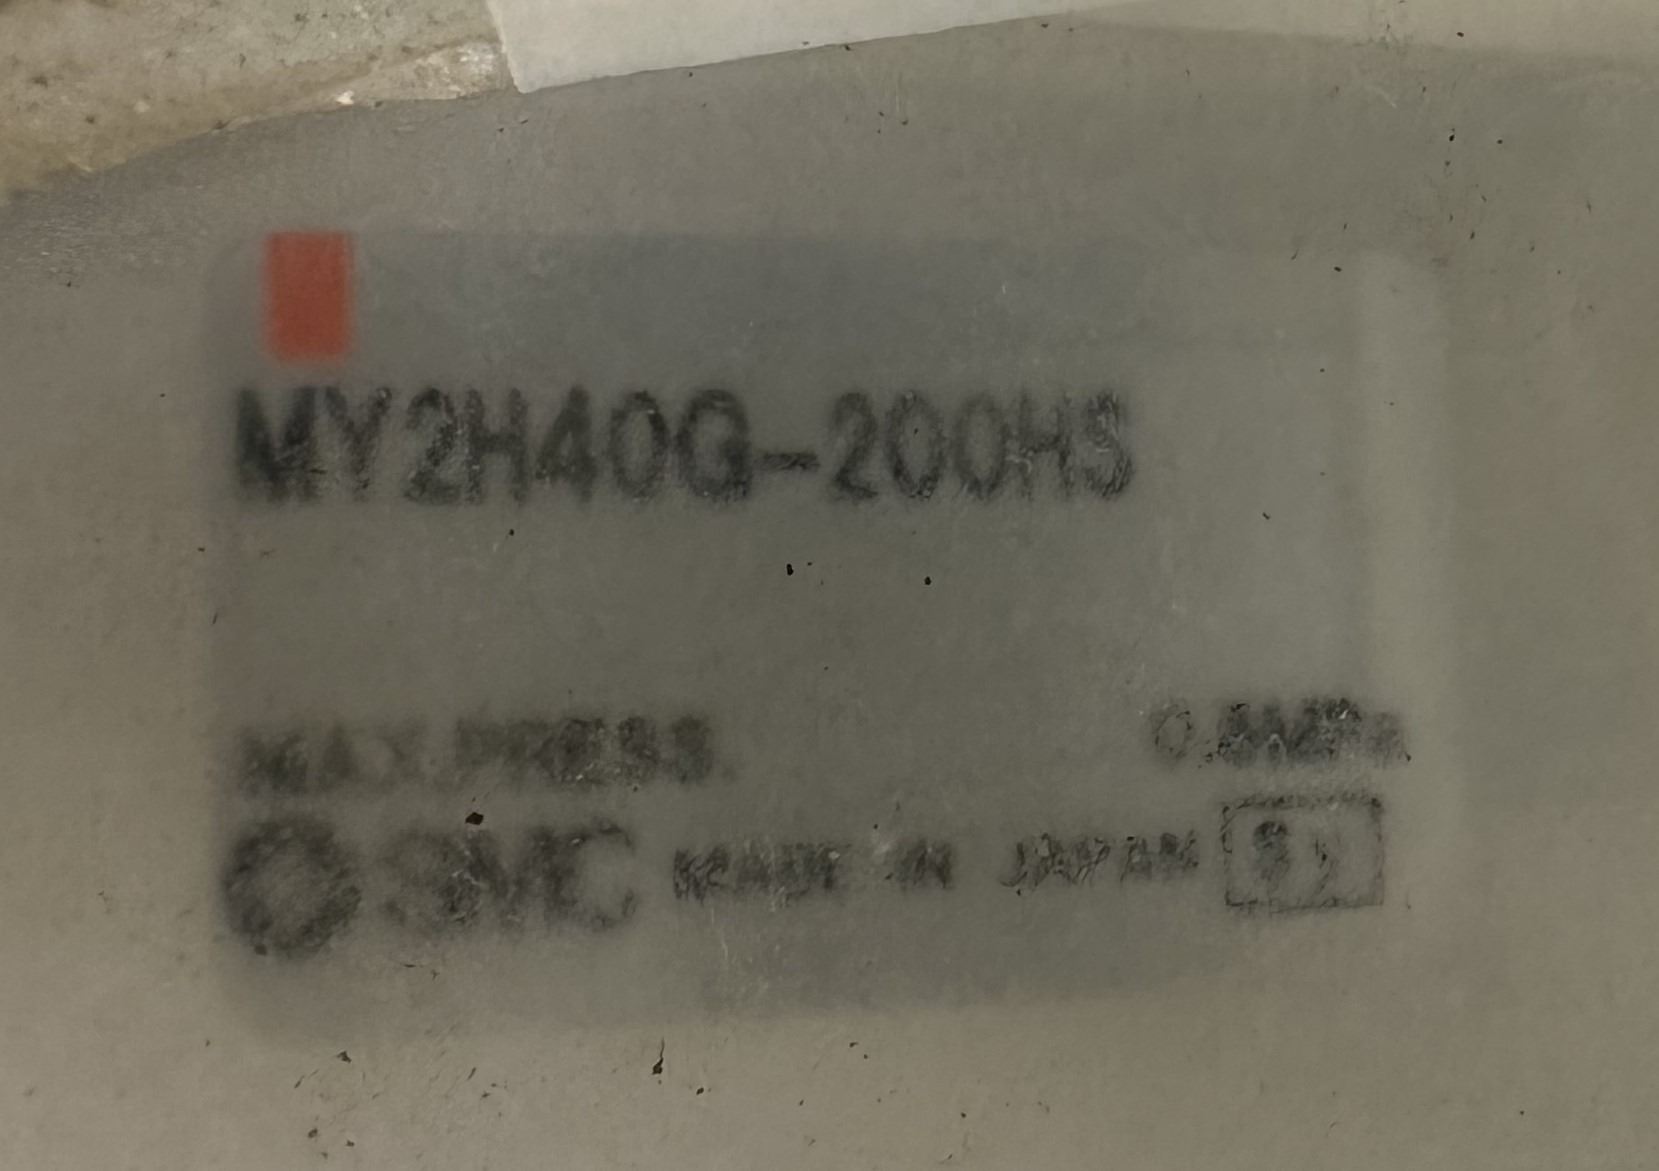 MY2H40G-200HS
MAX.PRESS.
SMC MADE IN JAPAN